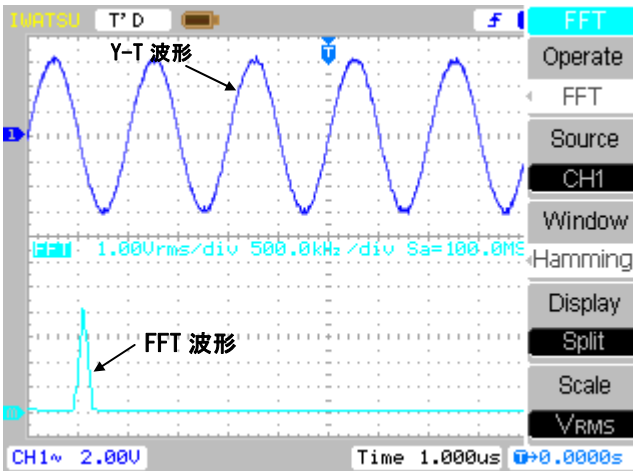 IWATSU T'D
FFT
Y-T 波形
T
Operate
FFT
1
Source
CH1
Window
FFT 1.00Vrms/div 500.0kHz/div Sa=100.0MS
Hamming
Display
FFT 波形
Split
Scale
VRMS
CH1~ 2.00V
Time 1.000us
T→0.0000s